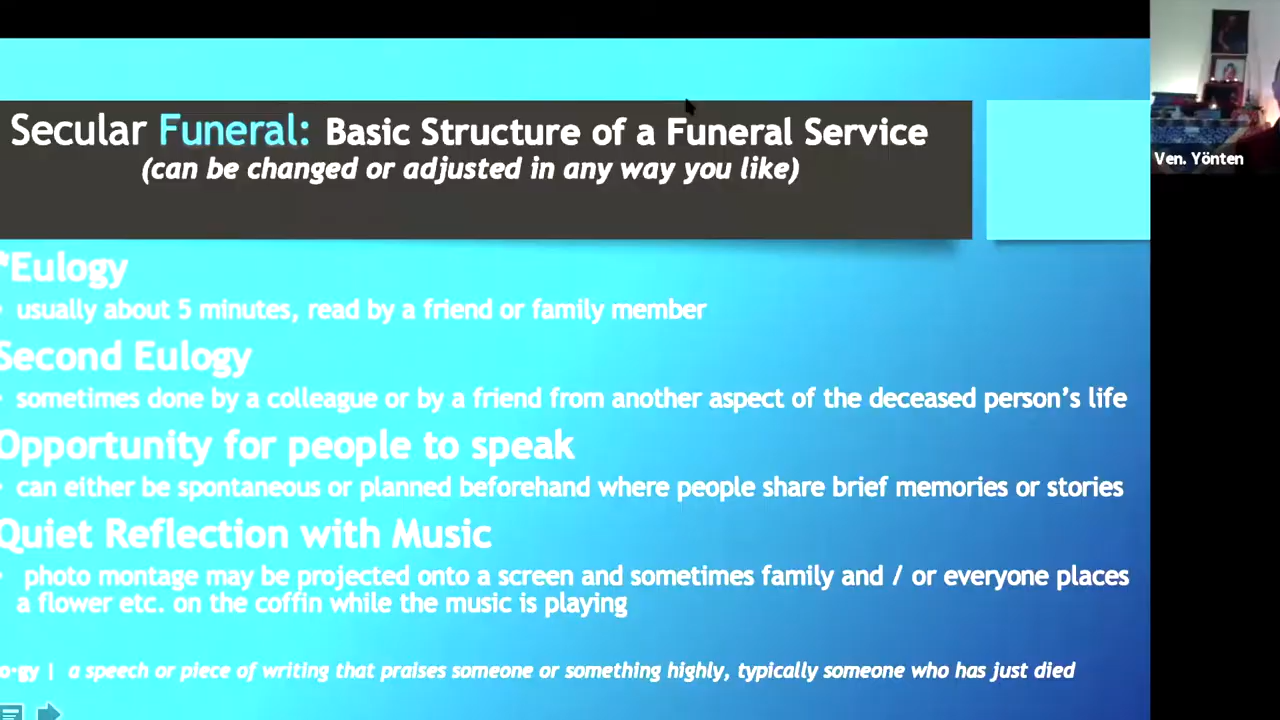 Secular Funeral: Basic Structure of a Funeral Service
(can be changed or adjusted in any way you like)
Ven. Yönten
*Eulogy
• usually about 5 minutes, read by a friend or family member
Second Eulogy
• sometimes done by a colleague or by a friend from another aspect of the deceased person's life
Opportunity for people to speak
• can either be spontaneous or planned beforehand where people share brief memories or stories
Quiet Reflection with Music
• photo montage may be projected onto a screen and sometimes family and / or everyone places
a flower etc. on the coffin while the music is playing
o·gy | a speech or piece of writing that praises someone or something highly, typically someone who has just died